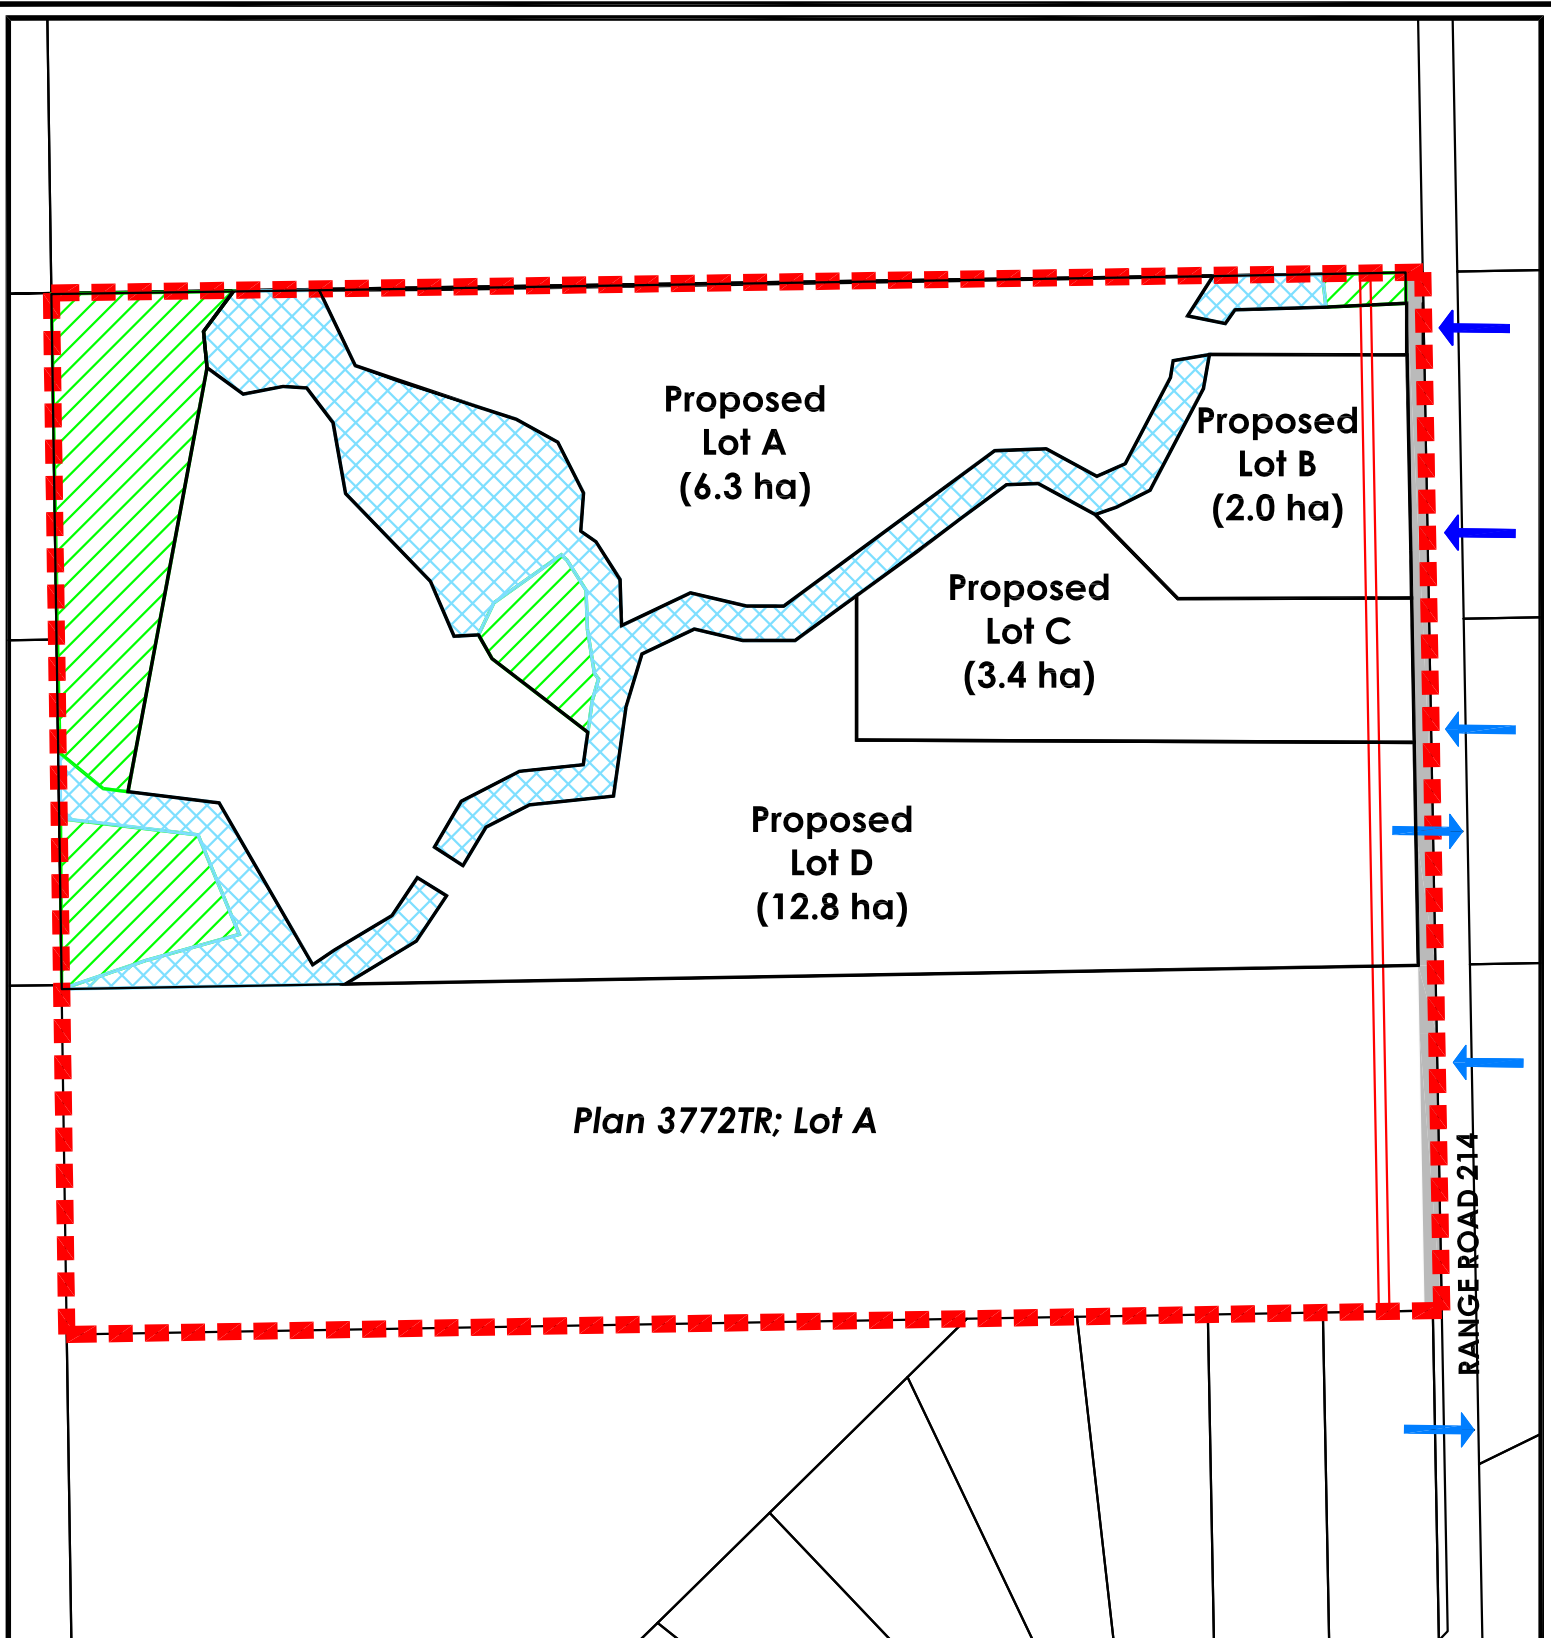 Proposed
Lot A
(6.3 ha)
Proposed
Lot B
(2.0 ha)
Proposed
Lot C
(3.4 ha)
Proposed
Lot D
(12.8 ha)
Plan 3772TR; Lot A
RANGE ROAD 214